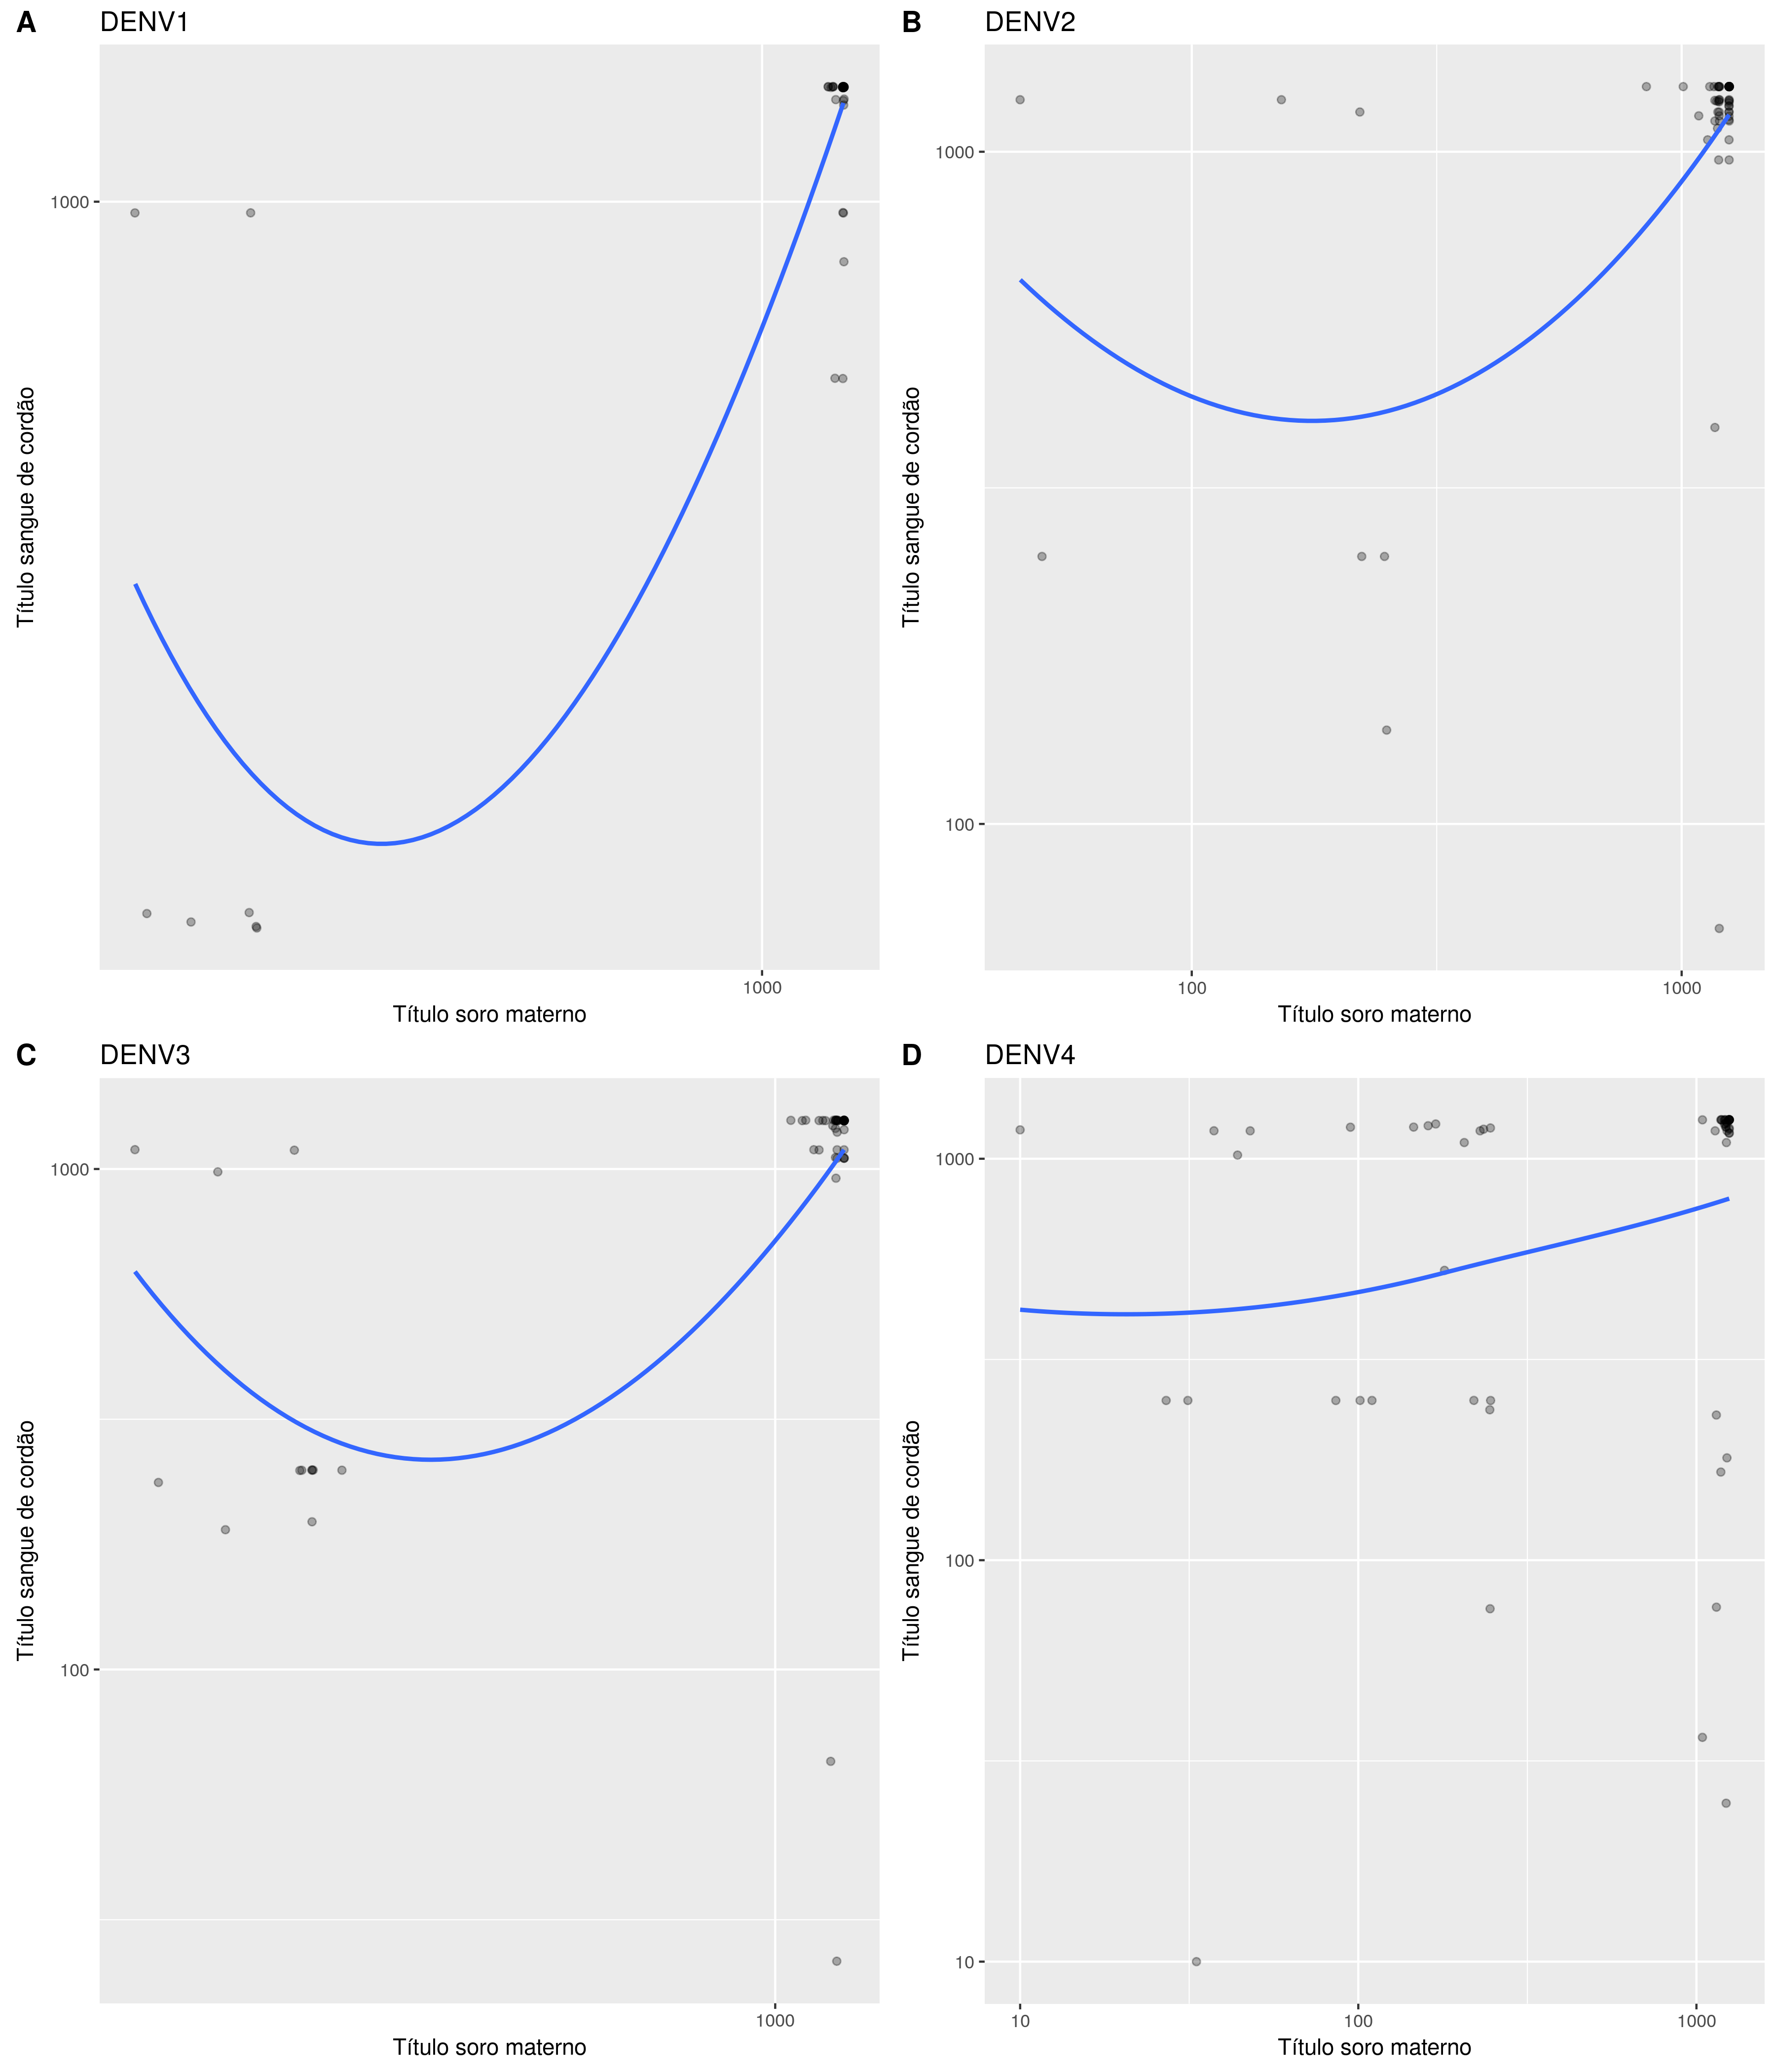 A DENV1
1000
Título sangue de cordão
1000
Título soro materno
B DENV2
1000
100
Título sangue de cordão
100 1000
Título soro materno
C DENV3
1000
100
Título sangue de cordão
1000
Título soro materno
D DENV4
1000
100
10
Título sangue de cordão
10 100 1000
Título soro materno